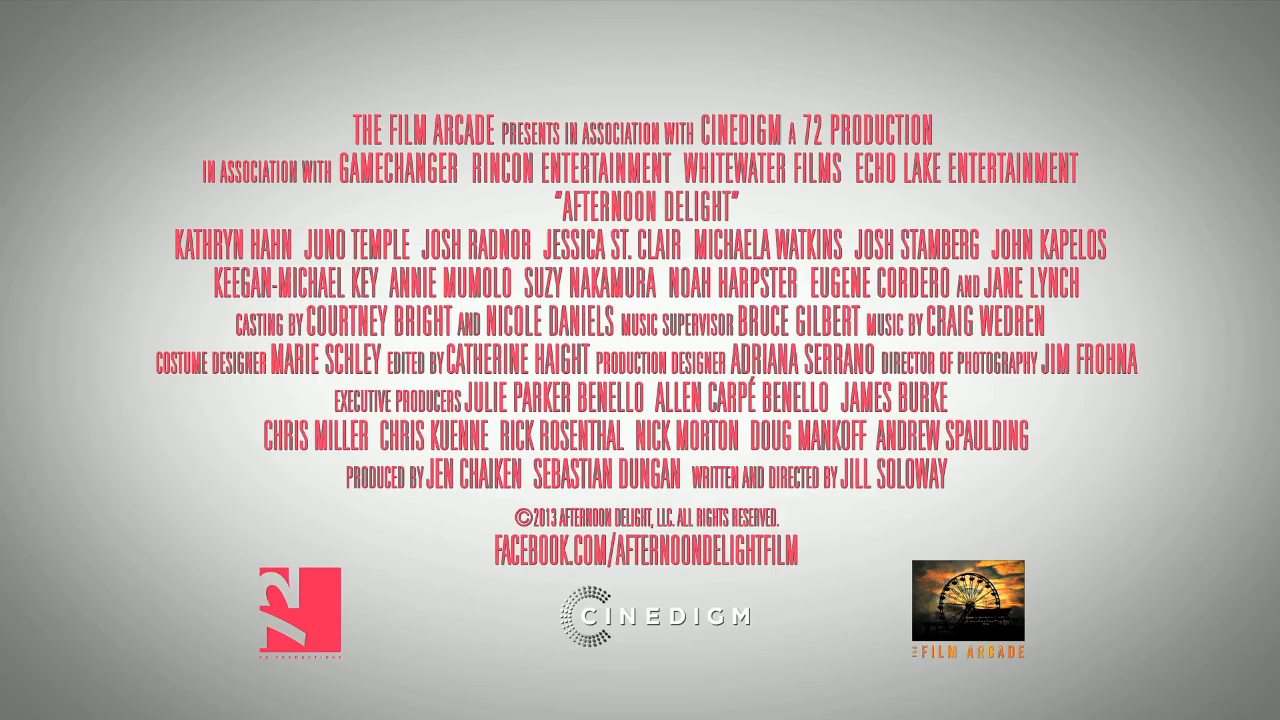 THE FILM ARCADE PRESENTS IN ASSOCIATION WITH CINEDIGM A 72 PRODUCTION
IN ASSOCIATION WITH GAMECHANGER RINCON ENTERTAINMENT WHITEWATER FILMS ECHO LAKE ENTERTAINMENT
"AFTERNOON DELIGHT"
KATHRYN HAHN JUNO TEMPLE JOSH RADNOR JESSICA ST. CLAIR MICHAELA WATKINS JOSH STAMBERG JOHN KAPELOS
KEEGAN-MICHAEL KEY ANNIE MUMOLO SUZY NAKAMURA NOAH HARPSTER EUGENE CORDERO AND JANE LYNCH
CASTING BY COURTNEY BRIGHT AND NICOLE DANIELS MUSIC SUPERVISOR BRUCE GILBERT MUSIC BY CRAIG WEDREN
COSTUME DESIGNER MARIE SCHLEY EDITED BY CATHERINE HAIGHT PRODUCTION DESIGNER ADRIANA SERRANO DIRECTOR OF PHOTOGRAPHY JIM FROHNA
EXECUTIVE PRODUCERS JULIE PARKER BENELLO ALLEN CARPÉ BENELLO JAMES BURKE
CHRIS MILLER CHRIS KUENNE RICK ROSENTHAL NICK MORTON DOUG MANKOFF ANDREW SPAULDING
PRODUCED BY JEN CHAIKEN SEBASTIAN DUNGAN WRITTEN AND DIRECTED BY JILL SOLOWAY
©2013 AFTERNOON DELIGHT, LLC. ALL RIGHTS RESERVED.
FACEBOOK.COM/AFTERNOONDELIGHTFILM
72
72 PRODUCTIONS
CINEDIGM
THE FILM ARCADE